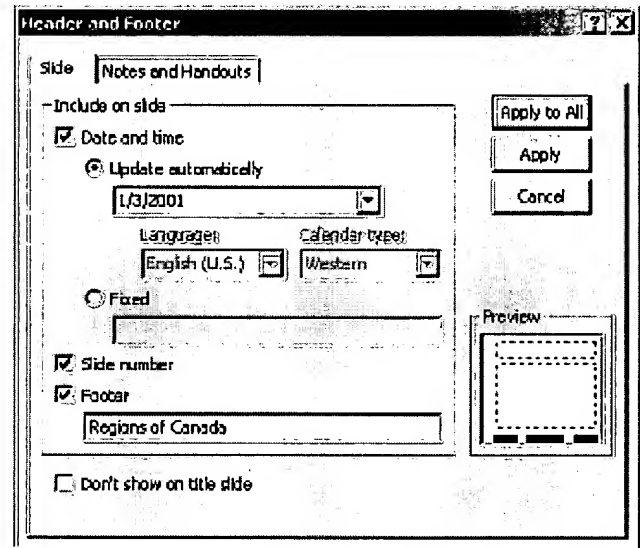 Header and Footer
Slide
Notes and Handouts
Include on slide
Date and time
Update automatically
1/3/2001
Language:
Calendar type:
English (U.S.)
Western
Fixed
Slide number
Footer
Regions of Canada
Don't show on title slide
Apply to All
Apply
Cancel
Preview